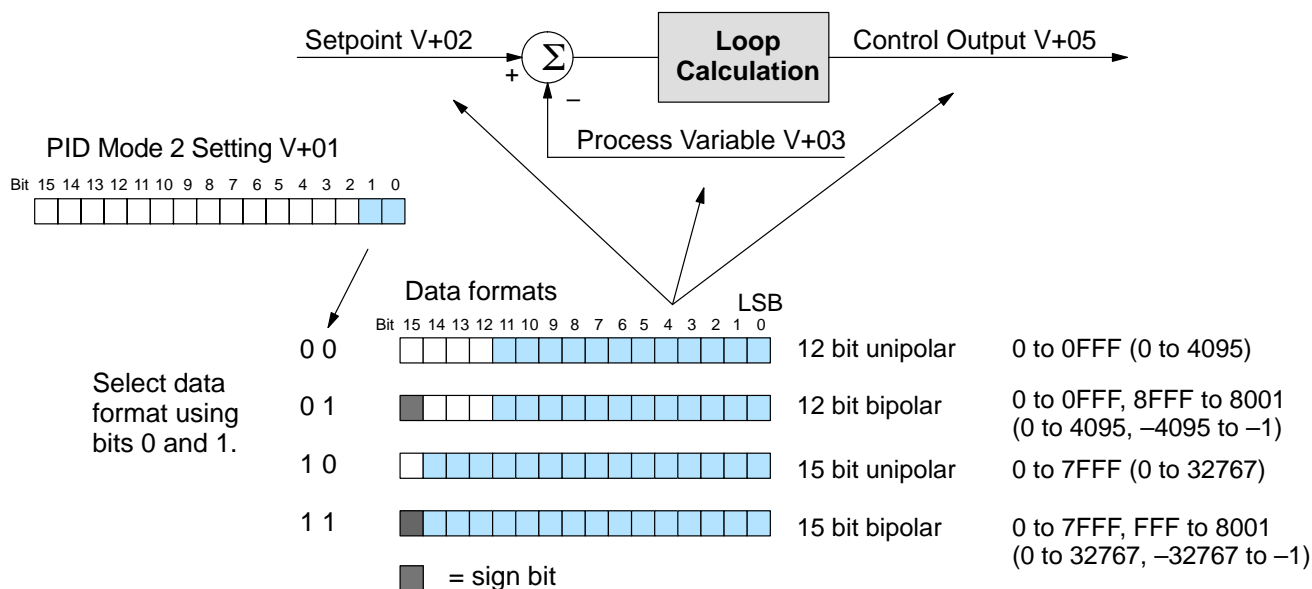 Setpoint V+02
+
Σ
−
Loop
Calculation
Control Output V+05
Process Variable V+03
PID Mode 2 Setting V+01
Bit 15 14 13 12 11 10 9 8 7 6 5 4 3 2 1 0
Data formats
LSB
Bit 15 14 13 12 11 10 9 8 7 6 5 4 3 2 1 0
Select data
format using
bits 0 and 1.
0 0
12 bit unipolar
0 to 0FFF (0 to 4095)
0 1
12 bit bipolar
0 to 0FFF, 8FFF to 8001
(0 to 4095, –4095 to –1)
1 0
15 bit unipolar
0 to 7FFF (0 to 32767)
1 1
15 bit bipolar
0 to 7FFF, FFF to 8001
(0 to 32767, –32767 to –1)
= sign bit